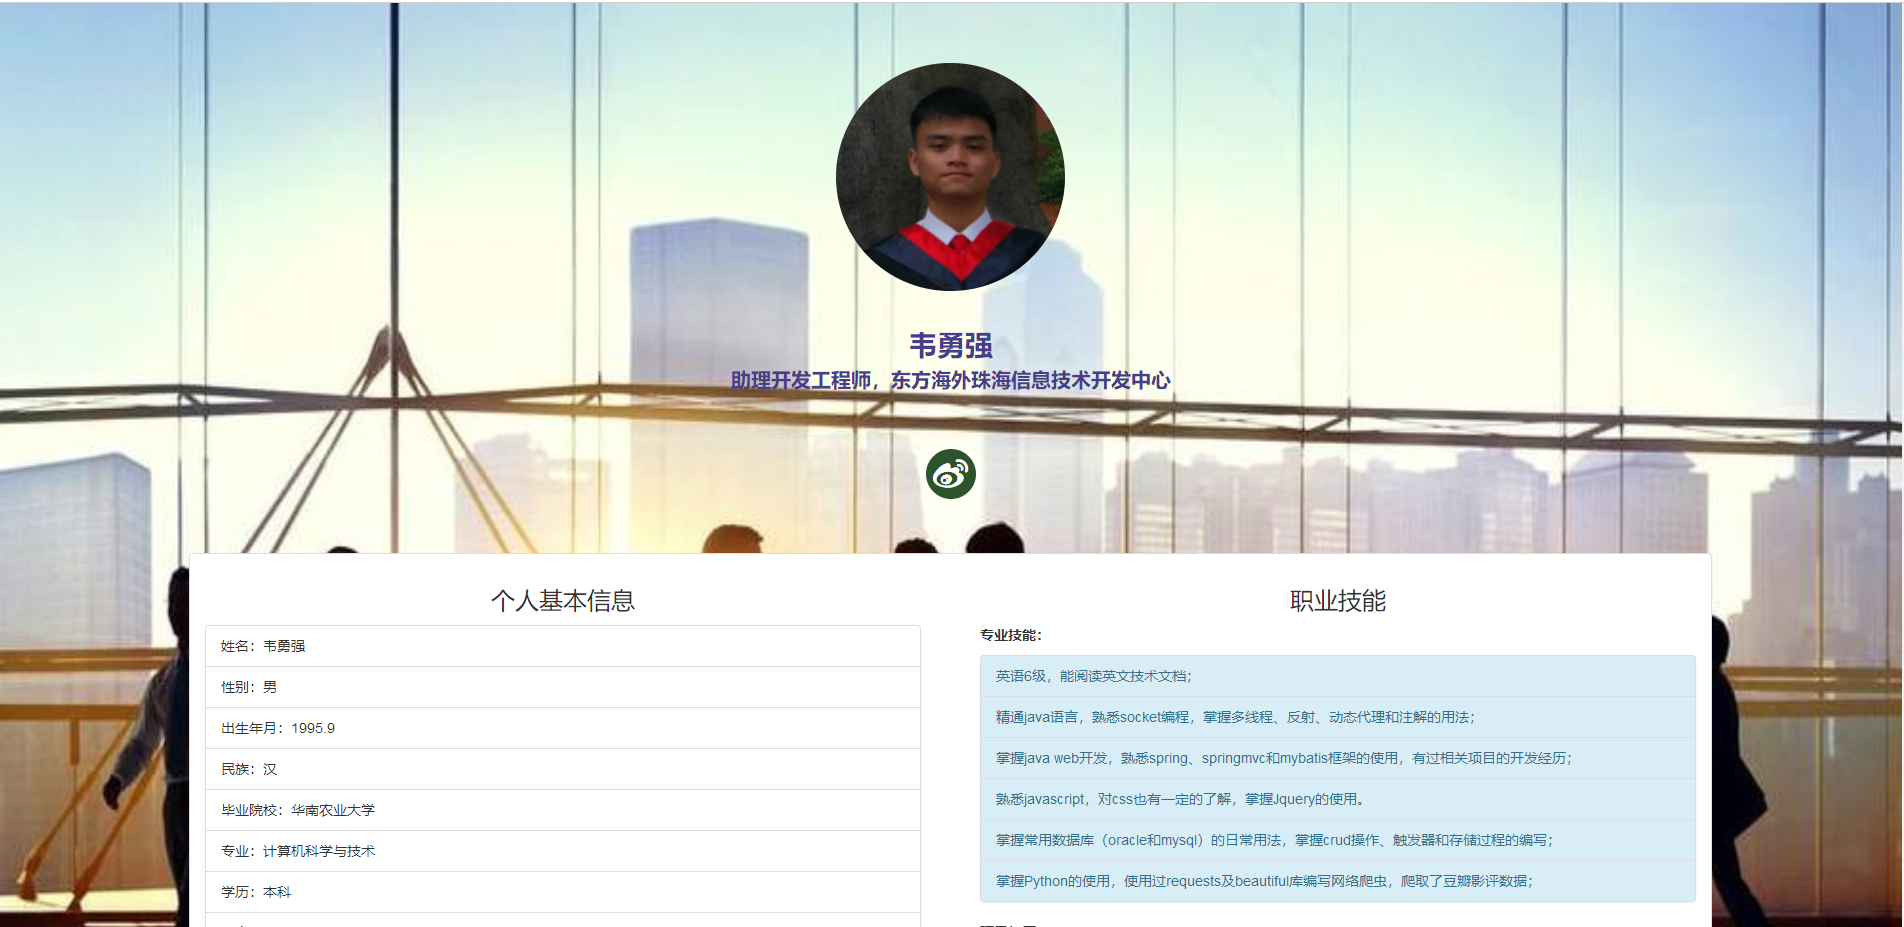 韦勇强
助理开发工程师，东方海外珠海信息技术开发中心
个人基本信息
姓名：韦勇强
性别：男
出生年月：1995.9
民族：汉
毕业院校：华南农业大学
专业：计算机科学与技术
学历：本科
职业技能
专业技能：
英语6级，能阅读英文技术文档；
精通java语言，熟悉socket编程，掌握多线程、反射、动态代理和注解的用法；
掌握java web开发，熟悉spring、springmvc和mybatis框架的使用，有过相关项目的开发经历；
熟悉javascript，对css也有一定的了解，掌握Jquery的使用。
掌握常用数据库（oracle和mysql）的日常用法，掌握crud操作、触发器和存储过程的编写；
掌握Python的使用，使用过requests及beautiful库编写网络爬虫，爬取了豆瓣影评数据；